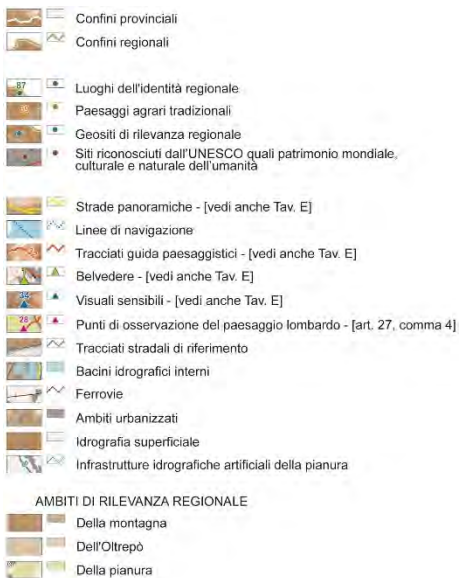 Confini provinciali
Confini regionali
87
Luoghi dell'identità regionale
Paesaggi agrari tradizionali
Geositi di rilevanza regionale
Siti riconosciuti dall'UNESCO quali patrimonio mondiale,
culturale e naturale dell'umanità
Strade panoramiche - [vedi anche Tav. E]
Linee di navigazione
Tracciati guida paesaggistici - [vedi anche Tav. E]
Belvedere - [vedi anche Tav. E]
Visuali sensibili - [vedi anche Tav. E]
28
Punti di osservazione del paesaggio lombardo - [art. 27, comma 4]
Tracciati stradali di riferimento
Bacini idrografici interni
Ferrovie
Ambiti urbanizzati
Idrografia superficiale
Infrastrutture idrografiche artificiali della pianura
AMBITI DI RILEVANZA REGIONALE
Della montagna
Dell'Oltrepò
Della pianura